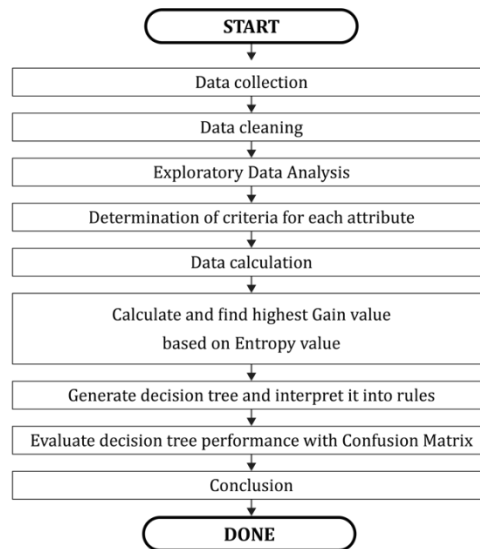 START
Data collection
Data cleaning
Exploratory Data Analysis
Determination of criteria for each attribute
Data calculation
Calculate and find highest Gain value
based on Entropy value
Generate decision tree and interpret it into rules
Evaluate decision tree performance with Confusion Matrix
Conclusion
DONE